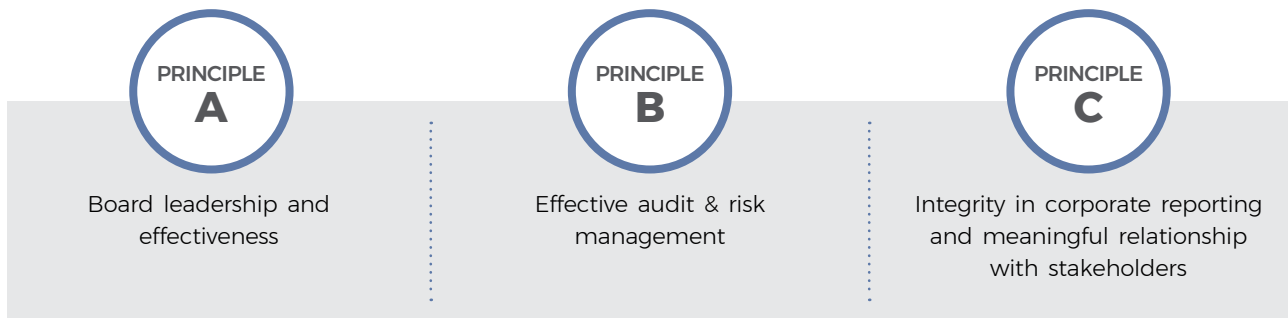 PRINCIPLE
A
Board leadership and
effectiveness
PRINCIPLE
B
Effective audit & risk
management
PRINCIPLE
C
Integrity in corporate reporting
and meaningful relationship
with stakeholders